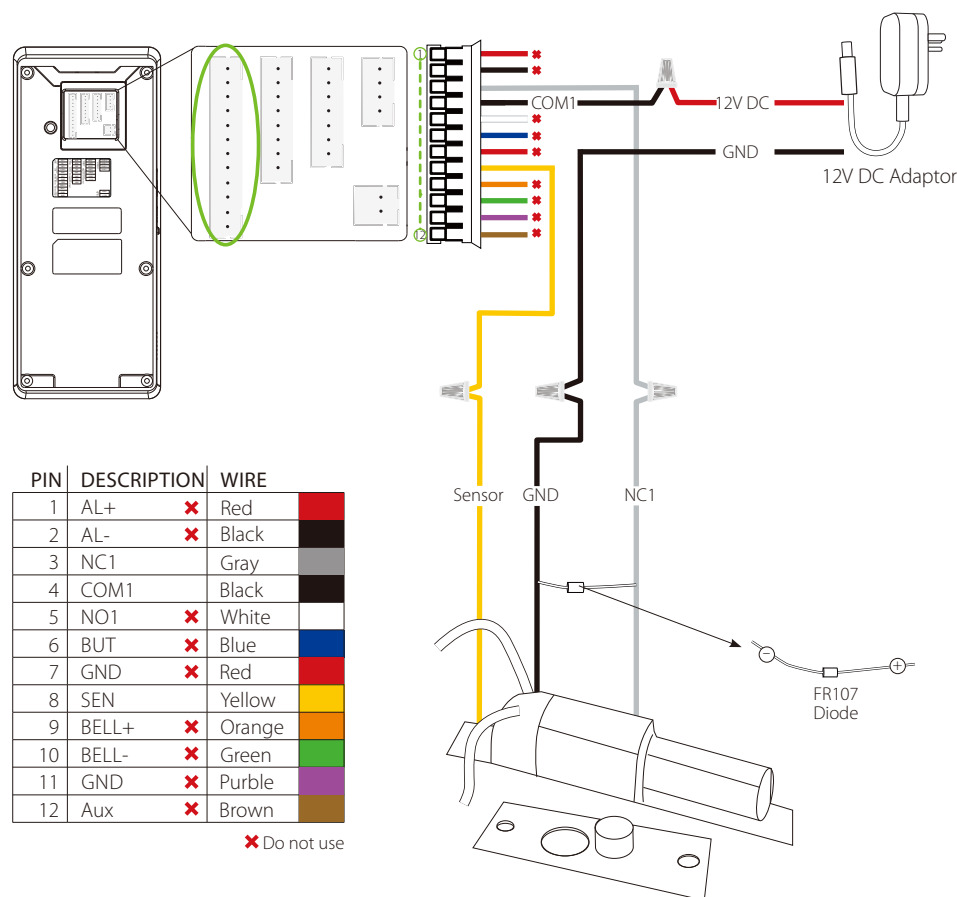 1
COM1
12V DC
GND
12
12V DC Adaptor
Sensor GND NC1
PIN DESCRIPTION WIRE
1 AL+ ✖ Red
2 AL- ✖ Black
3 NC1 Gray
4 COM1 Black
5 NO1 ✖ White
6 BUT ✖ Blue
7 GND ✖ Red
8 SEN Yellow
9 BELL+ ✖ Orange
10 BELL- ✖ Green
11 GND ✖ Purble
12 Aux ✖ Brown
✖ Do not use
− +
FR107
Diode